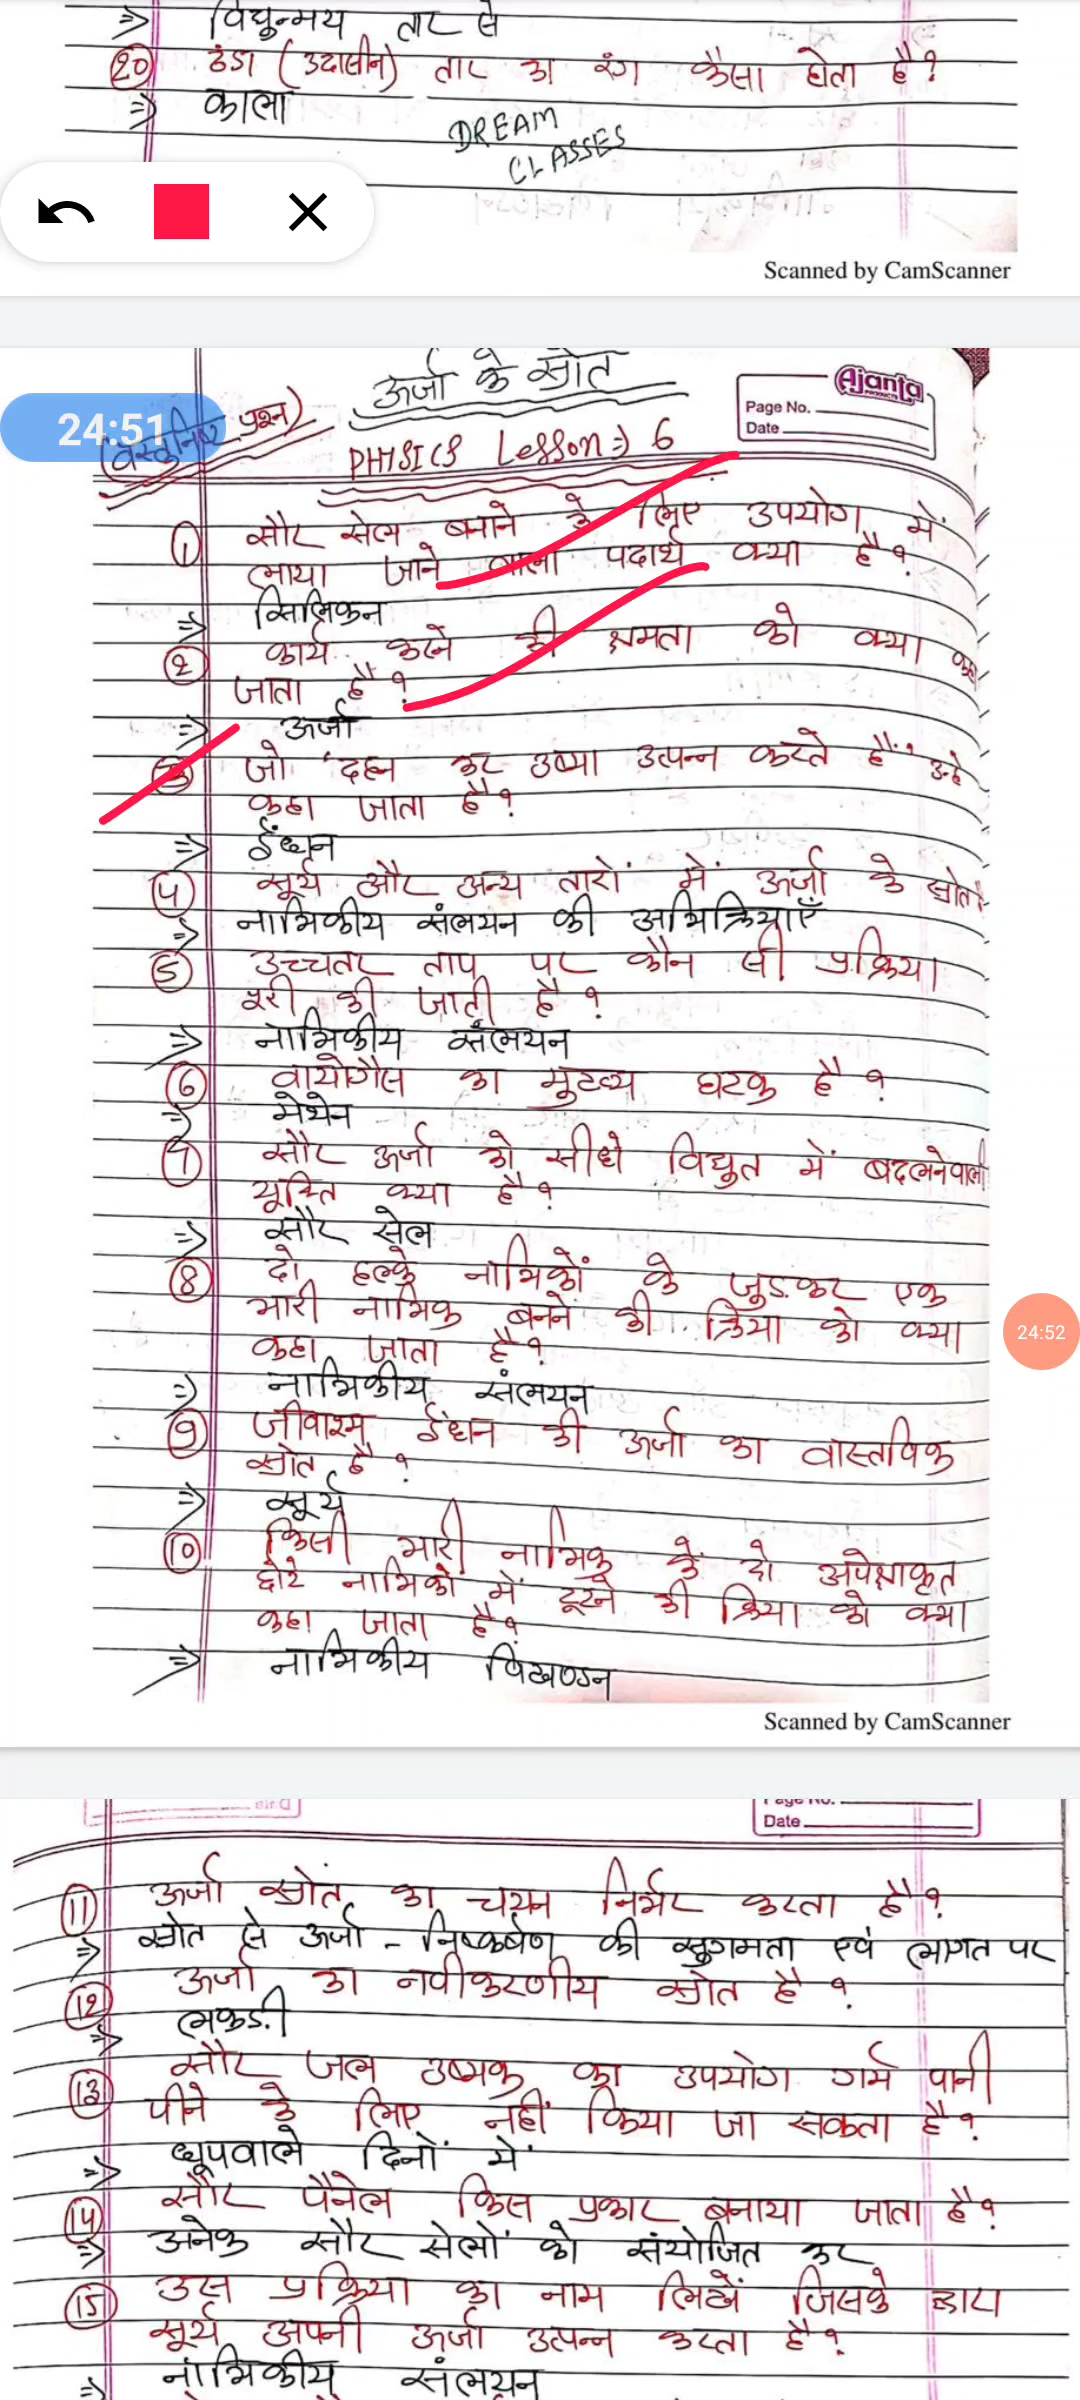 => विद्युन्मय तार से
20 ठंडा (उदासीन) तार का रंग कैसा होता है?
=> काला
DREAM
CLASSES
Scanned by CamScanner
ऊर्जा के स्रोत
Ajanta
Page No.
Date
24:51
(वस्तुनिष्ठ प्रश्न)
PHYSICS Lesson => 6
1 सौर सेल बनाने के लिए उपयोग में
लाया जाने वाला पदार्थ क्या है?
=> सिलिकन
2 कार्य करने की क्षमता को क्या कहा
जाता है?
=> ऊर्जा
3 जो दहन कर उष्मा उत्पन्न करते हैं उन्हे
कहा जाता है?
=> ईंधन
4 सूर्य और अन्य तारों में ऊर्जा के स्रोत है
=> नाभिकीय संलयन की अभिक्रियाएँ
5 उच्चतर ताप पर कौन सी प्रक्रिया
पूरी की जाती है?
=> नाभिकीय संलयन
6 वायोगैस का मुख्य घटक है?
=> मेथेन
7 सौर ऊर्जा को सीधे विद्युत में बदलनेवाली
यूक्ति क्या है?
=> सौर सेल
8 दो हल्के नाभिकों के जुड़कर एक
भारी नाभिक बनने की क्रिया को क्या
कहा जाता है?
24:52
=> नाभिकीय संलयन
9 जीवाश्म ईंधन की ऊर्जा का वास्तविक
स्रोत है?
=> सूर्य
10 किसी भारी नाभिक के दो अपेक्षाकृत
छोटे नाभिकों में टूटने की क्रिया को क्या
कहा जाता है?
=> नाभिकीय विखण्डन
Scanned by CamScanner
Date
11 ऊर्जा स्रोत का चयन निर्भर करता है?
=> स्रोत से ऊर्जा - निष्कर्षण की सुगमता एवं लागत पर
12 ऊर्जा का नवीकरणीय स्रोत है?
=> लकड़ी
13 सौर जल उष्मक का उपयोग गर्म पानी
पीने के लिए नहीं किया जा सकता है?
=> धूपवाले दिनों में
14 सौर पैनेल किस प्रकार बनाया जाता है?
=> अनेक सौर सेलों को संयोजित कर
15 उस प्रक्रिया का नाम लिखें जिसके द्वारा
सूर्य अपनी ऊर्जा उत्पन्न करता है?
=> नाभिकीय संलयन